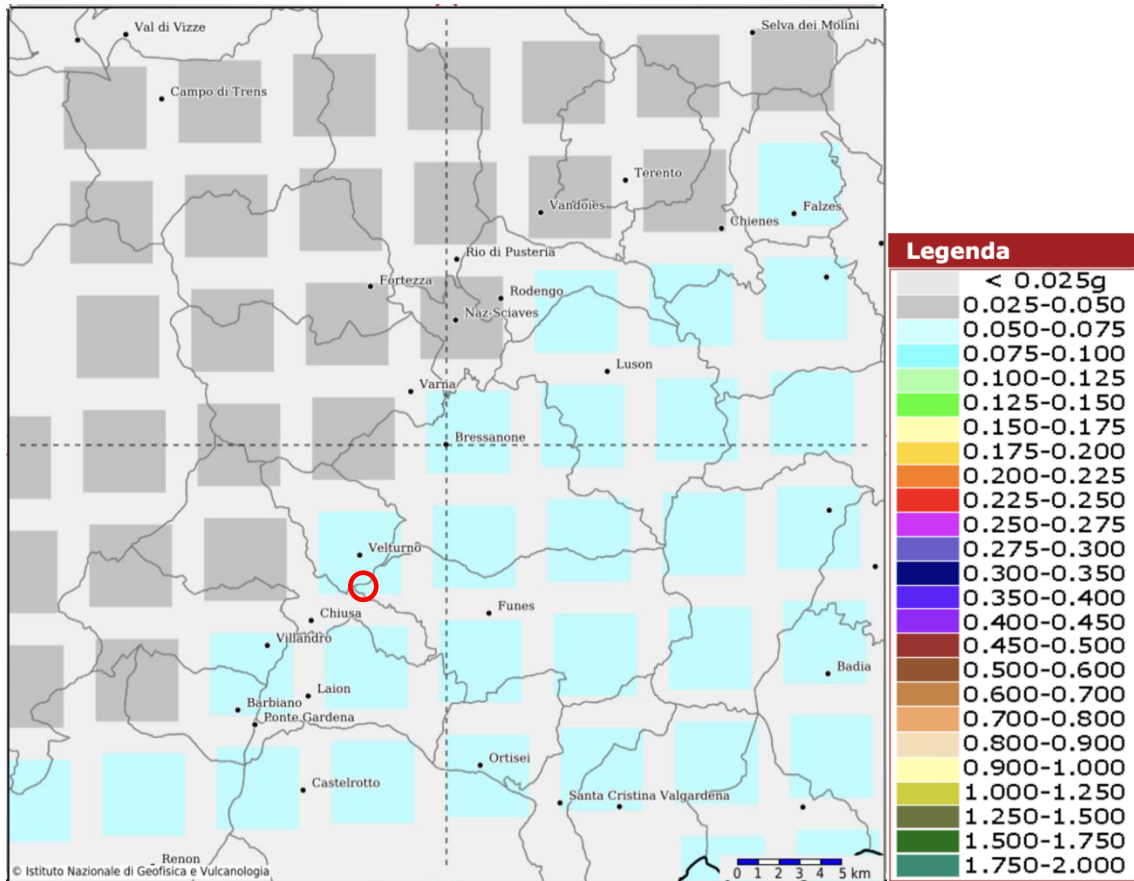 Val di Vizze
Selva dei Molini
Campo di Trens
Terento
Vandoies
Falzes
Chienes
Rio di Pusteria
Fortezza
Rodengo
Naz-Sciaves
Luson
Varna
Bressanone
Velturno
Funes
Chiusa
Villandro
Badia
Laion
Barbiano
Ponte Gardena
Ortisei
Castelrotto
Santa Cristina Valgardena
Renon
© Istituto Nazionale di Geofisica e Vulcanologia
0 1 2 3 4 5 km
Legenda
< 0.025g
0.025-0.050
0.050-0.075
0.075-0.100
0.100-0.125
0.125-0.150
0.150-0.175
0.175-0.200
0.200-0.225
0.225-0.250
0.250-0.275
0.275-0.300
0.300-0.350
0.350-0.400
0.400-0.450
0.450-0.500
0.500-0.600
0.600-0.700
0.700-0.800
0.800-0.900
0.900-1.000
1.000-1.250
1.250-1.500
1.500-1.750
1.750-2.000